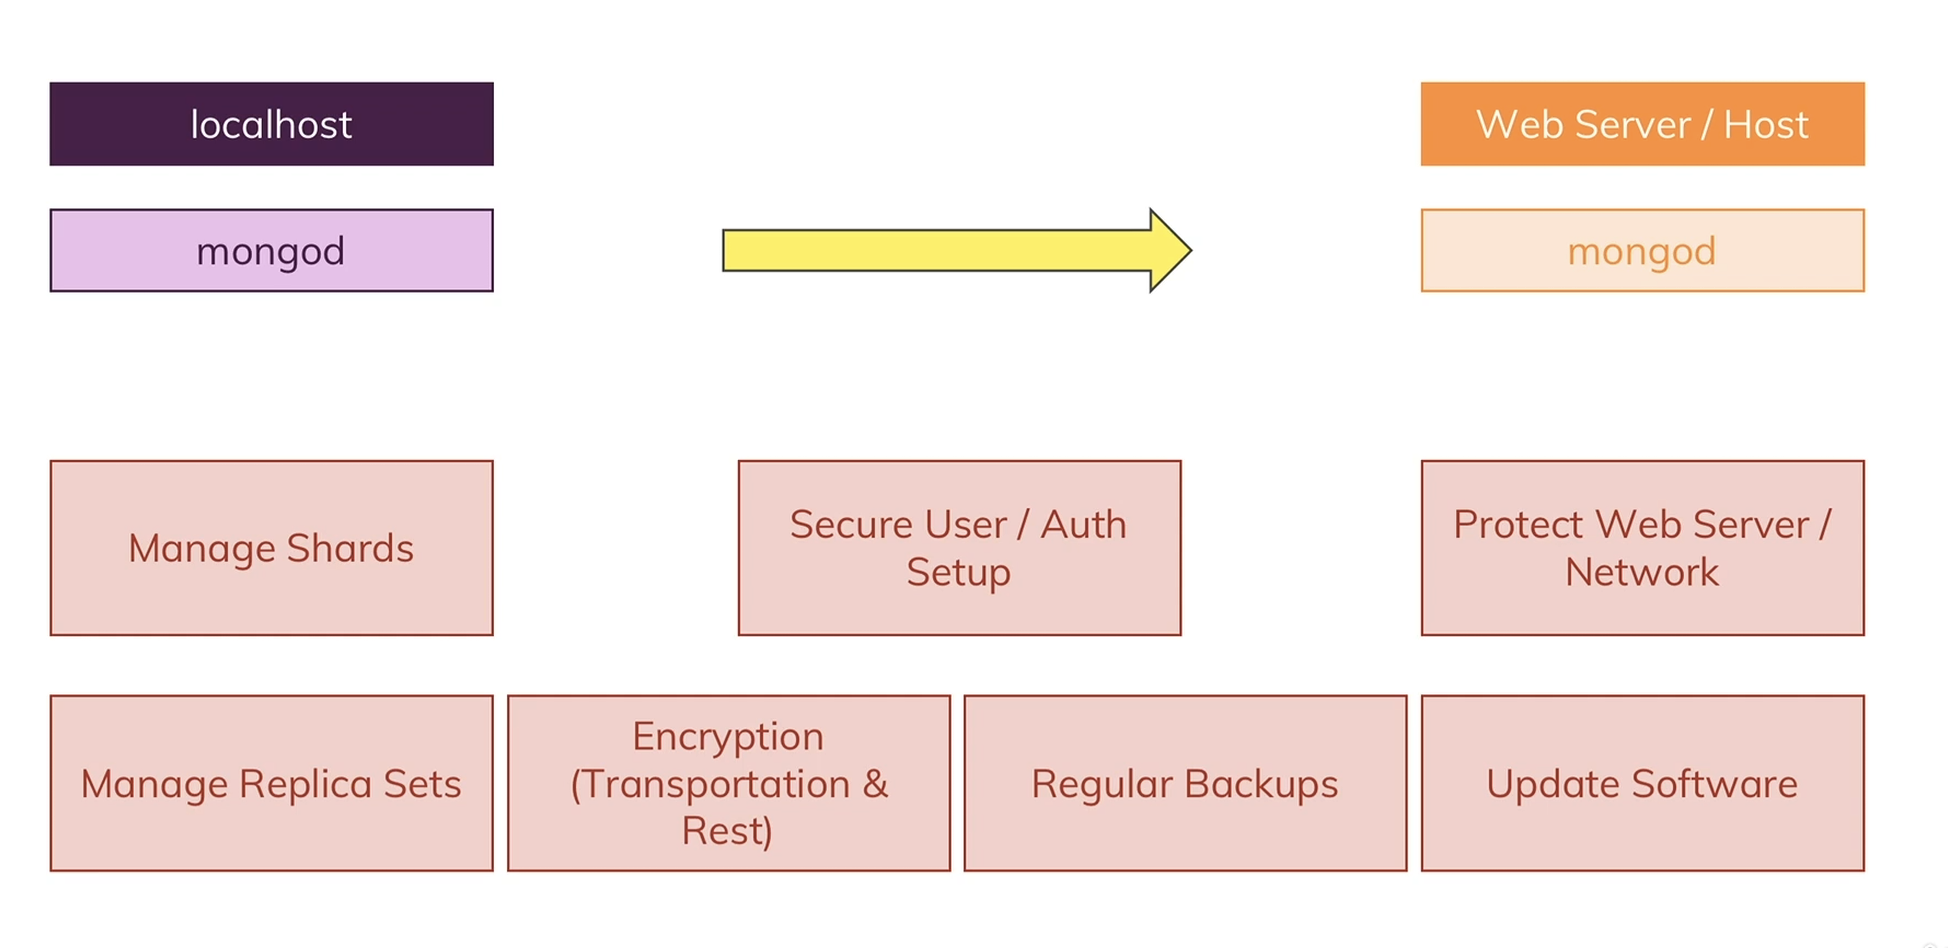 localhost
Web Server / Host
mongod
mongod
Manage Shards
Secure User / Auth
Setup
Protect Web Server /
Network
Manage Replica Sets
Encryption
(Transportation &
Rest)
Regular Backups
Update Software